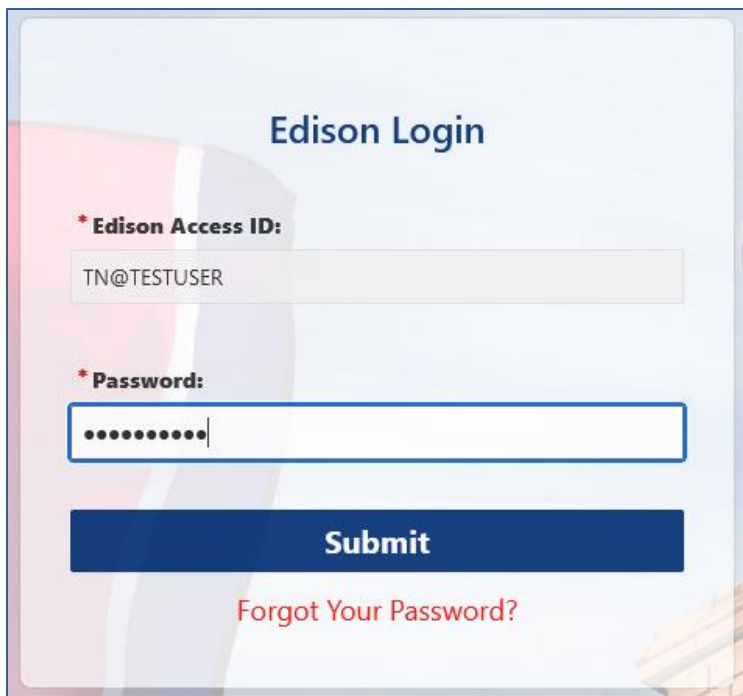 Edison Login
* Edison Access ID:
TN@TESTUSER
* Password:
••••••••••
Submit
Forgot Your Password?